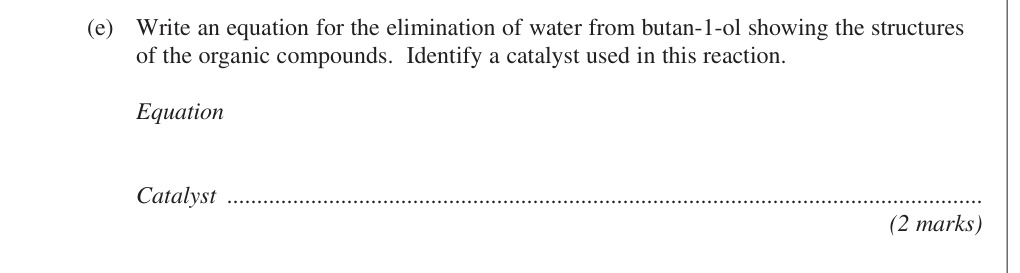 (e) Write an equation for the elimination of water from butan-1-ol showing the structures
of the organic compounds. Identify a catalyst used in this reaction.
Equation
Catalyst ..............................................................................................................................
(2 marks)